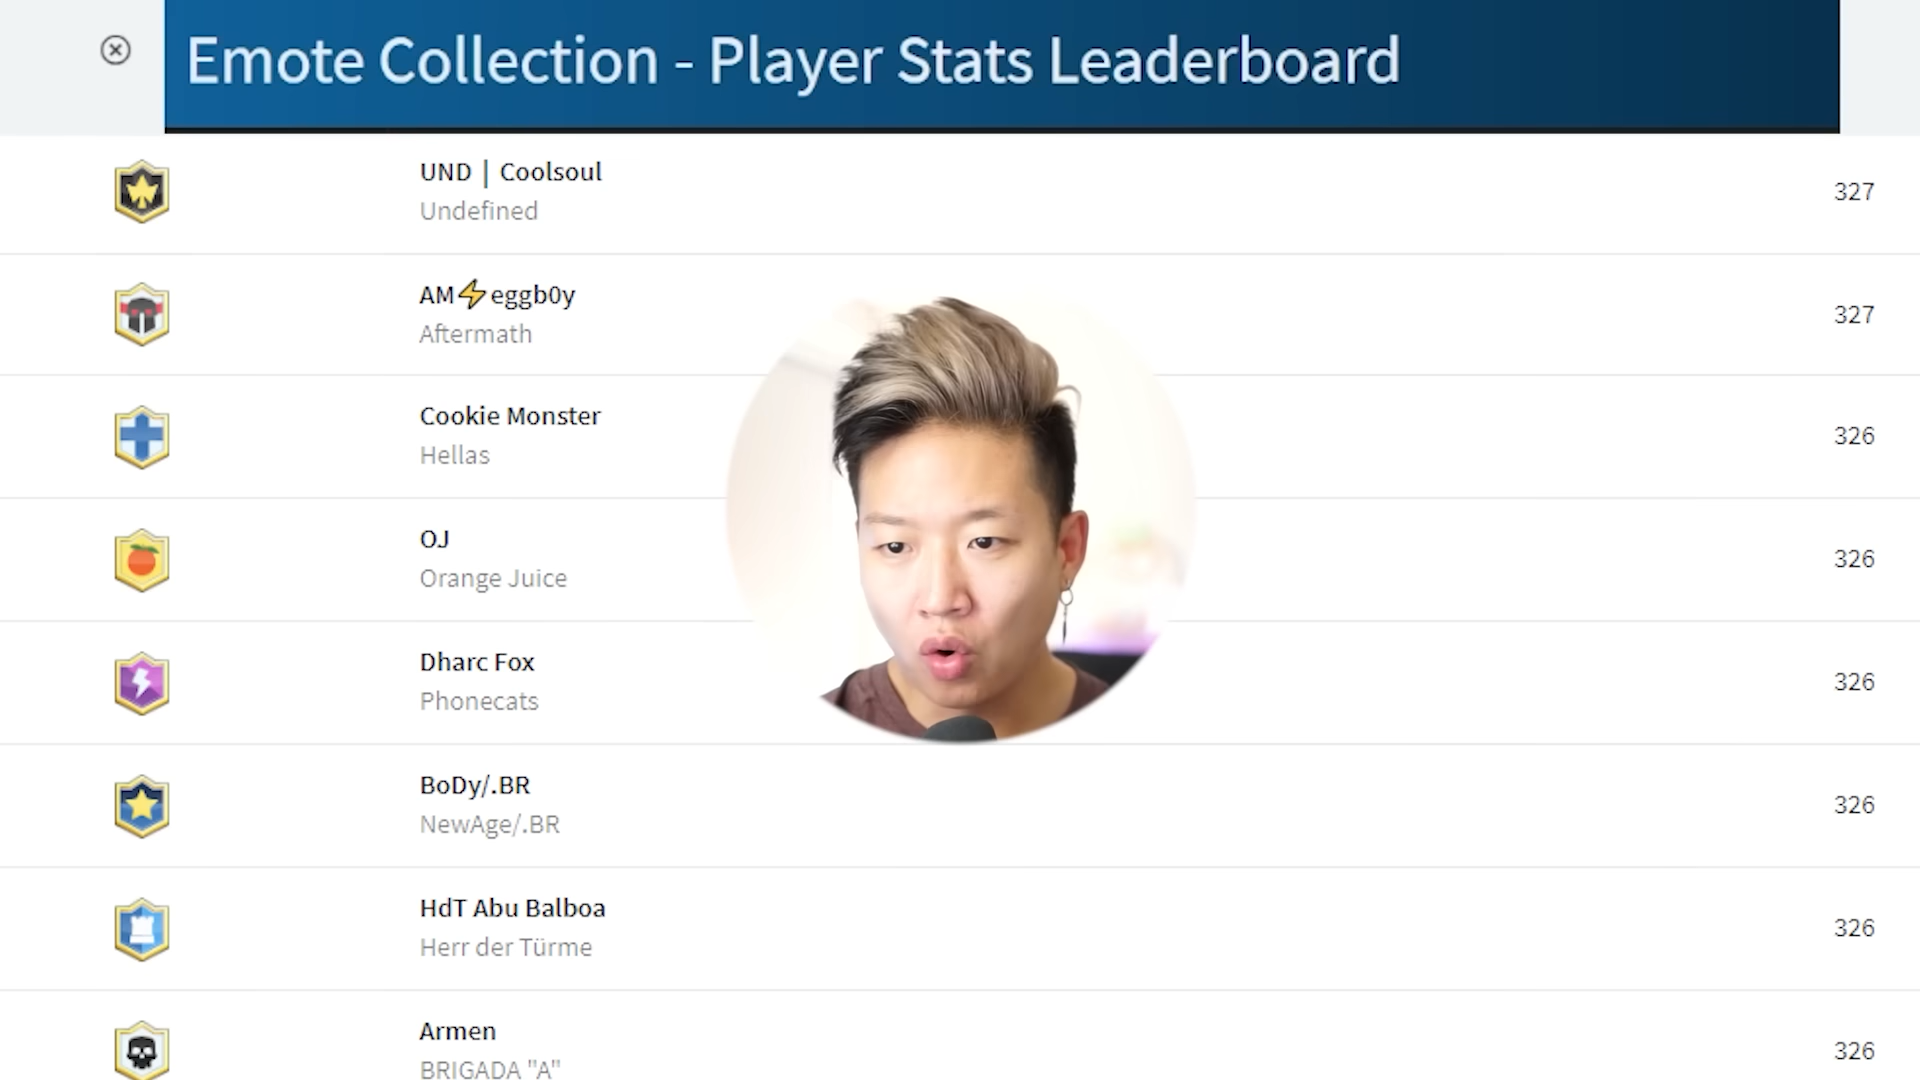 Emote Collection - Player Stats Leaderboard
UND | Coolsoul
Undefined
327
AM⚡eggb0y
Aftermath
327
Cookie Monster
Hellas
326
OJ
Orange Juice
326
Dharc Fox
Phonecats
326
BoDy/.BR
NewAge/.BR
326
HdT Abu Balboa
Herr der Türme
326
Armen
BRIGADA "A"
326